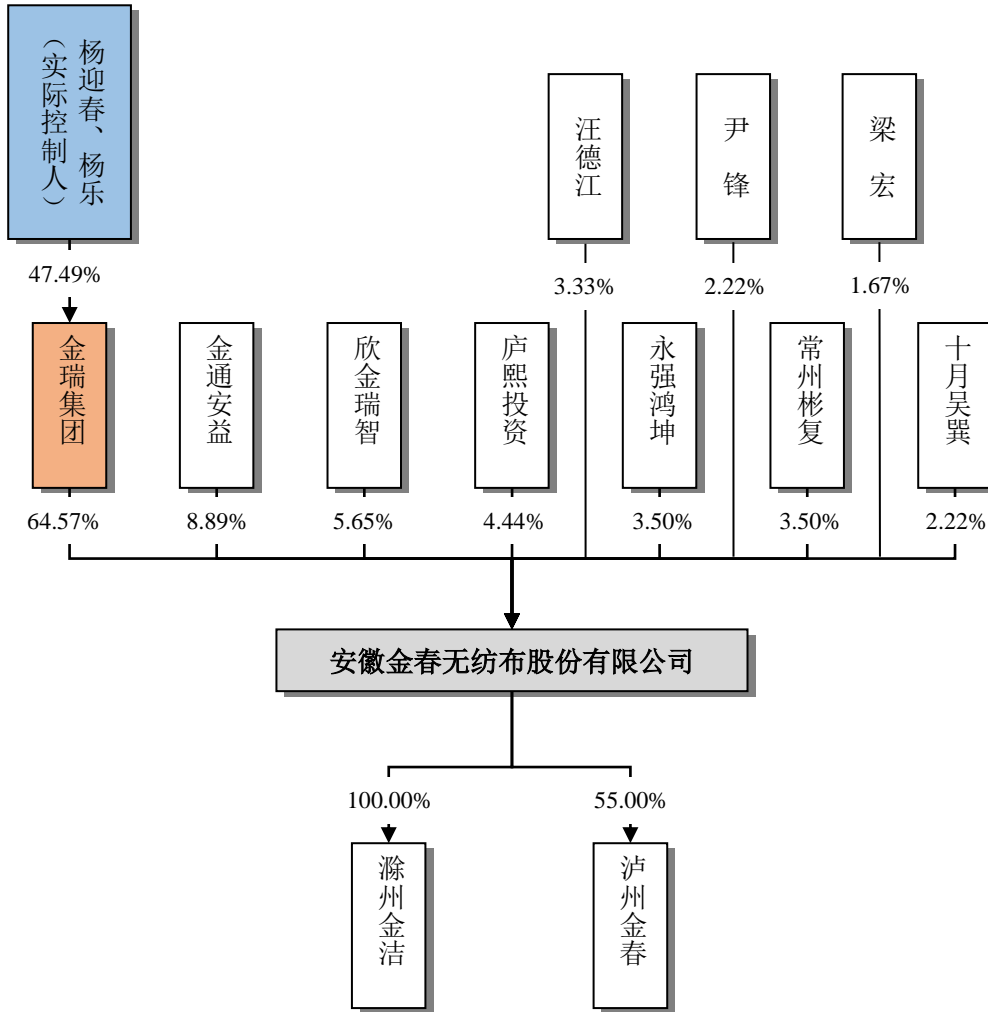 杨迎春、杨乐
（实际控制人）
汪德江
尹锋
梁宏
47.49%
3.33%
2.22%
1.67%
金瑞集团
金通安益
欣金瑞智
庐熙投资
永强鸿坤
常州彬复
十月吴巽
64.57%
8.89%
5.65%
4.44%
3.50%
3.50%
2.22%
安徽金春无纺布股份有限公司
100.00%
55.00%
滁州金洁
泸州金春